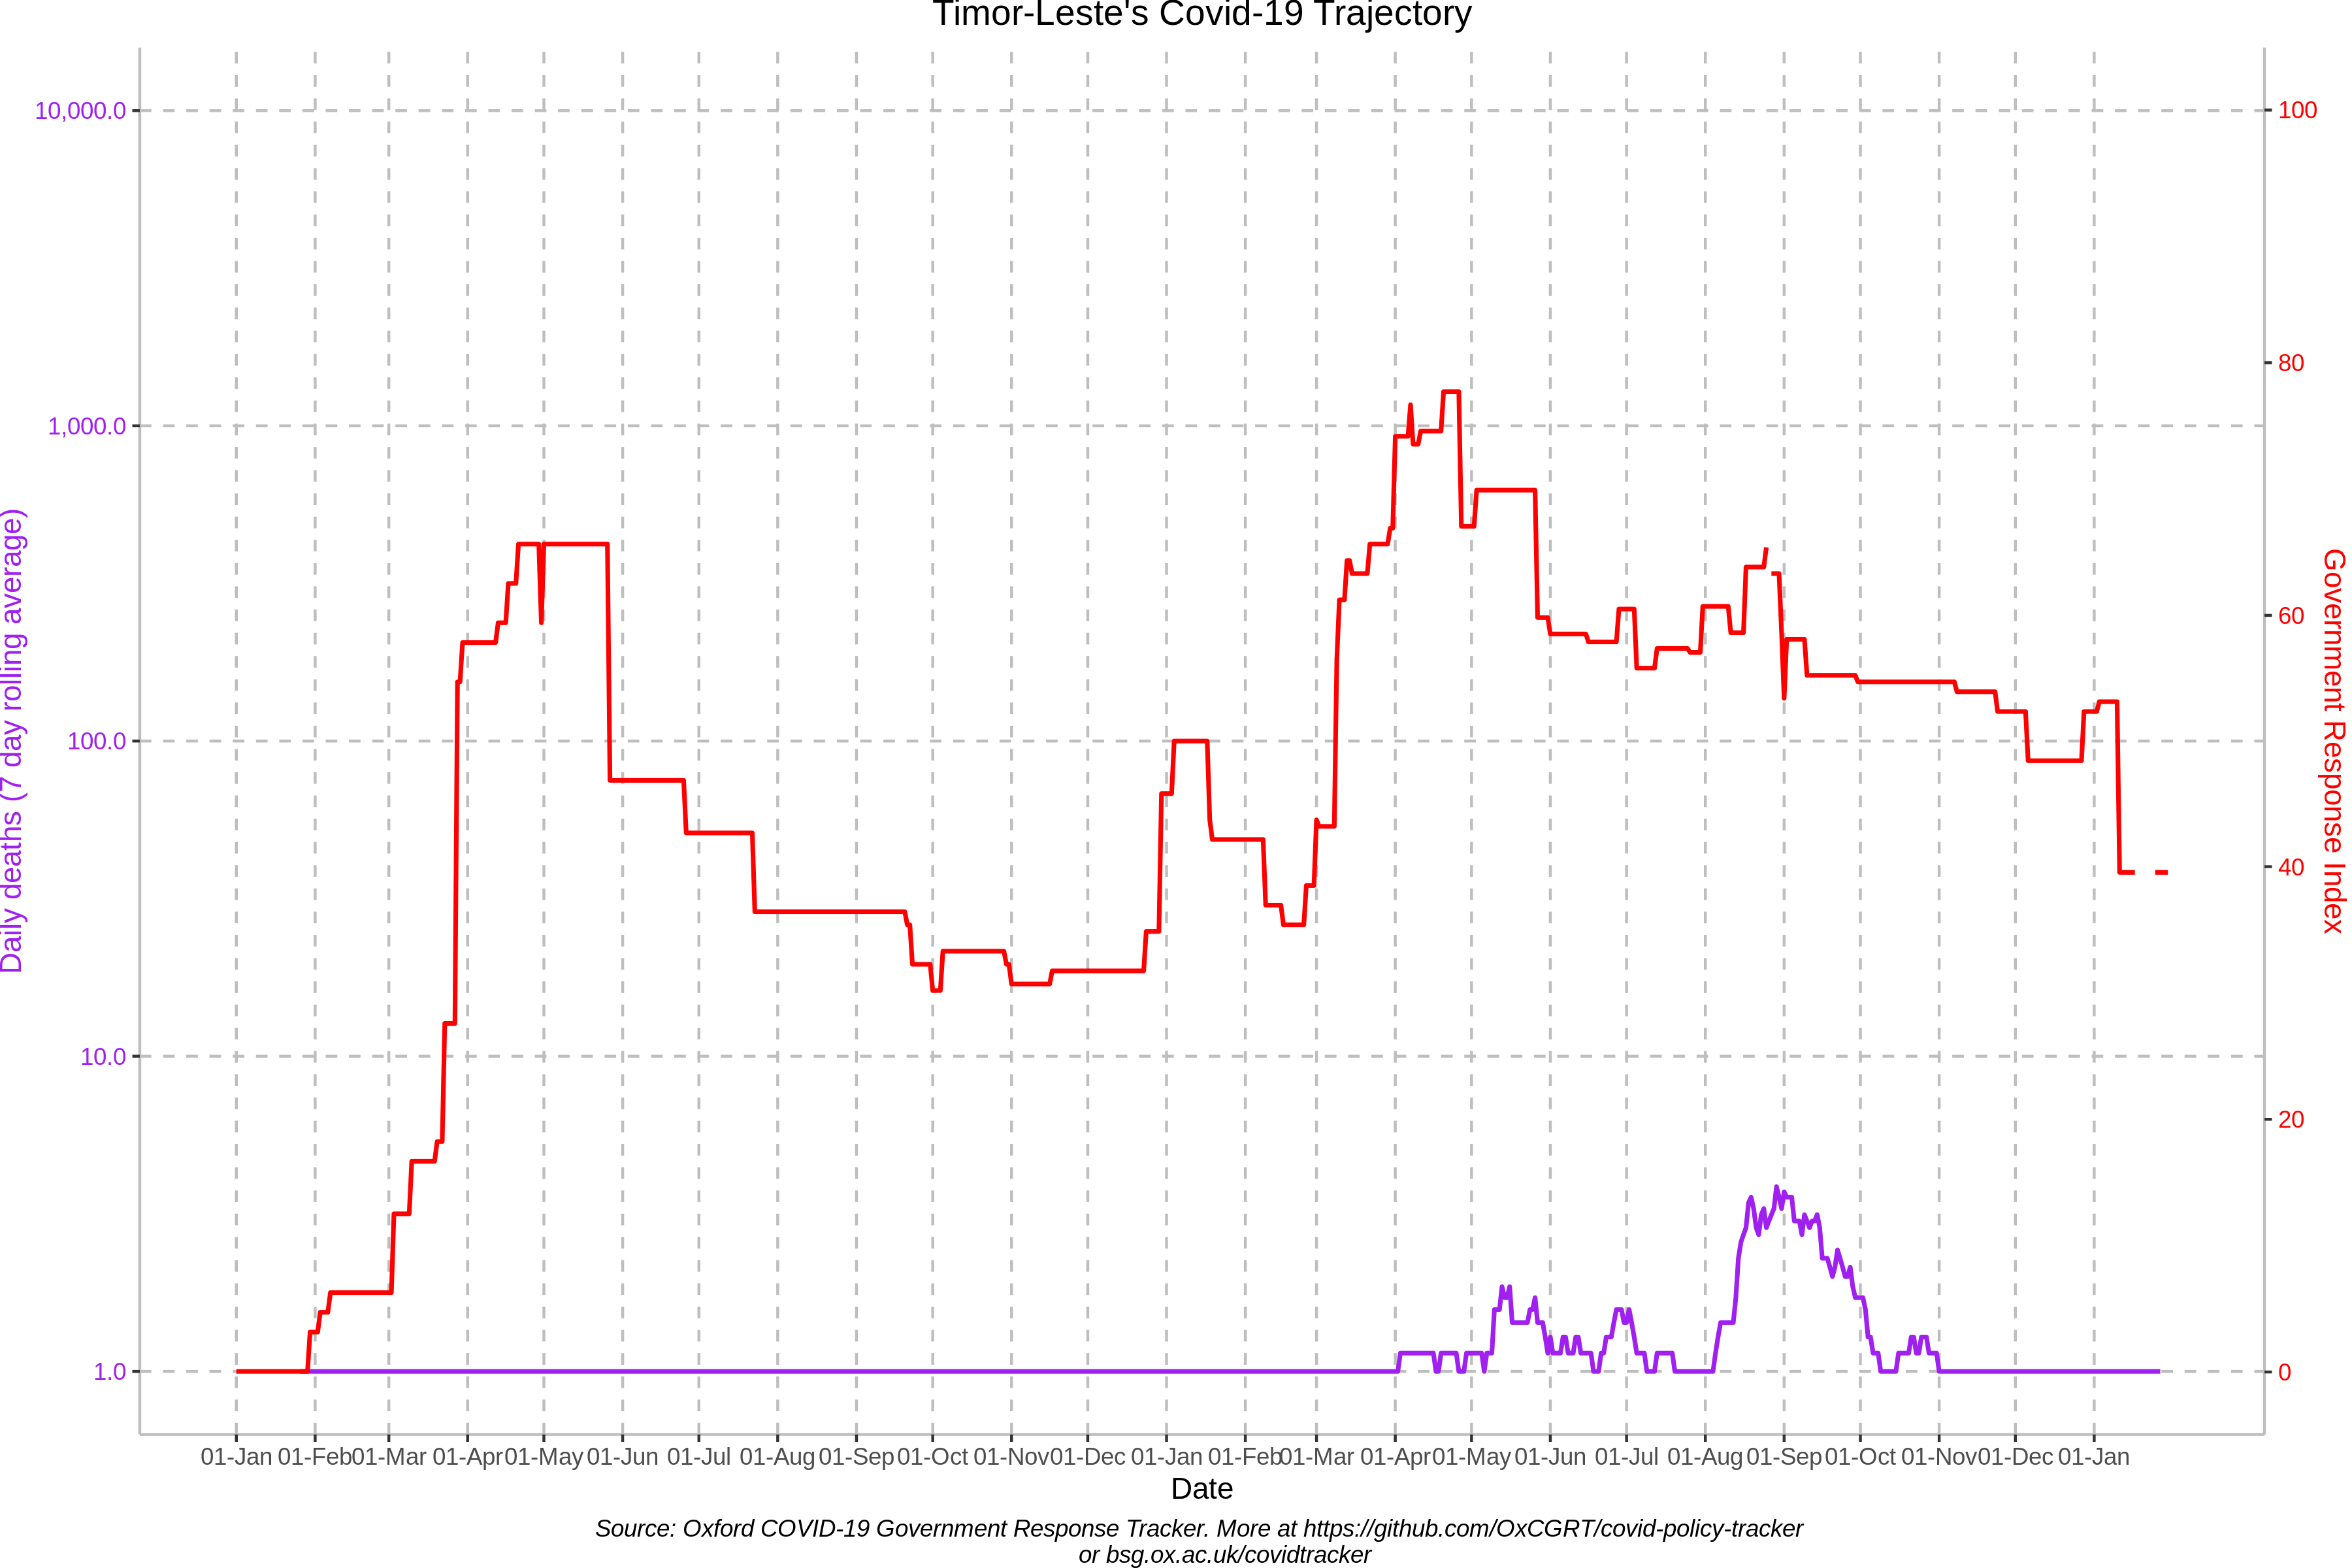 Timor-Leste's Covid-19 Trajectory
10,000.0
1,000.0
100.0
10.0
1.0
Daily deaths (7 day rolling average)
100
80
60
40
20
0
Government Response Index
01-Jan 01-Feb 01-Mar 01-Apr 01-May 01-Jun 01-Jul 01-Aug 01-Sep 01-Oct 01-Nov 01-Dec 01-Jan 01-Feb 01-Mar 01-Apr 01-May 01-Jun 01-Jul 01-Aug 01-Sep 01-Oct 01-Nov 01-Dec 01-Jan
Date
Source: Oxford COVID-19 Government Response Tracker. More at https://github.com/OxCGRT/covid-policy-tracker
or bsg.ox.ac.uk/covidtracker